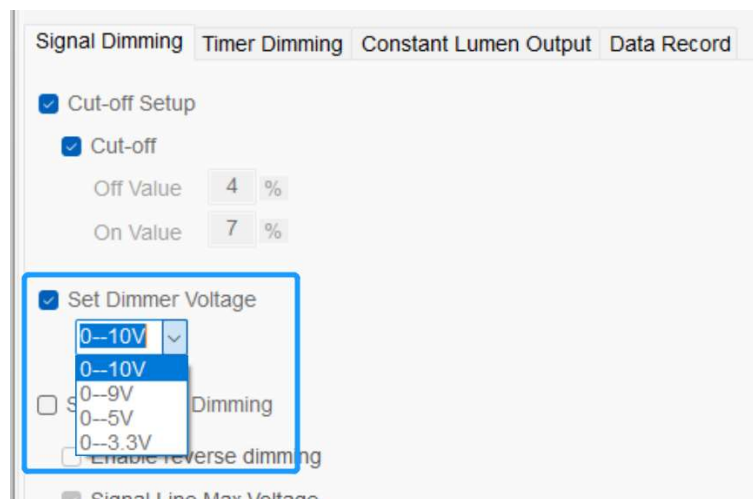 Signal Dimming Timer Dimming Constant Lumen Output Data Record
Cut-off Setup
Cut-off
Off Value 4 %
On Value 7 %
Set Dimmer Voltage
0--10V
0--10V
0--9V
0--5V
0--3.3V
S Dimming
Enable reverse dimming
Signal Line Max Voltage